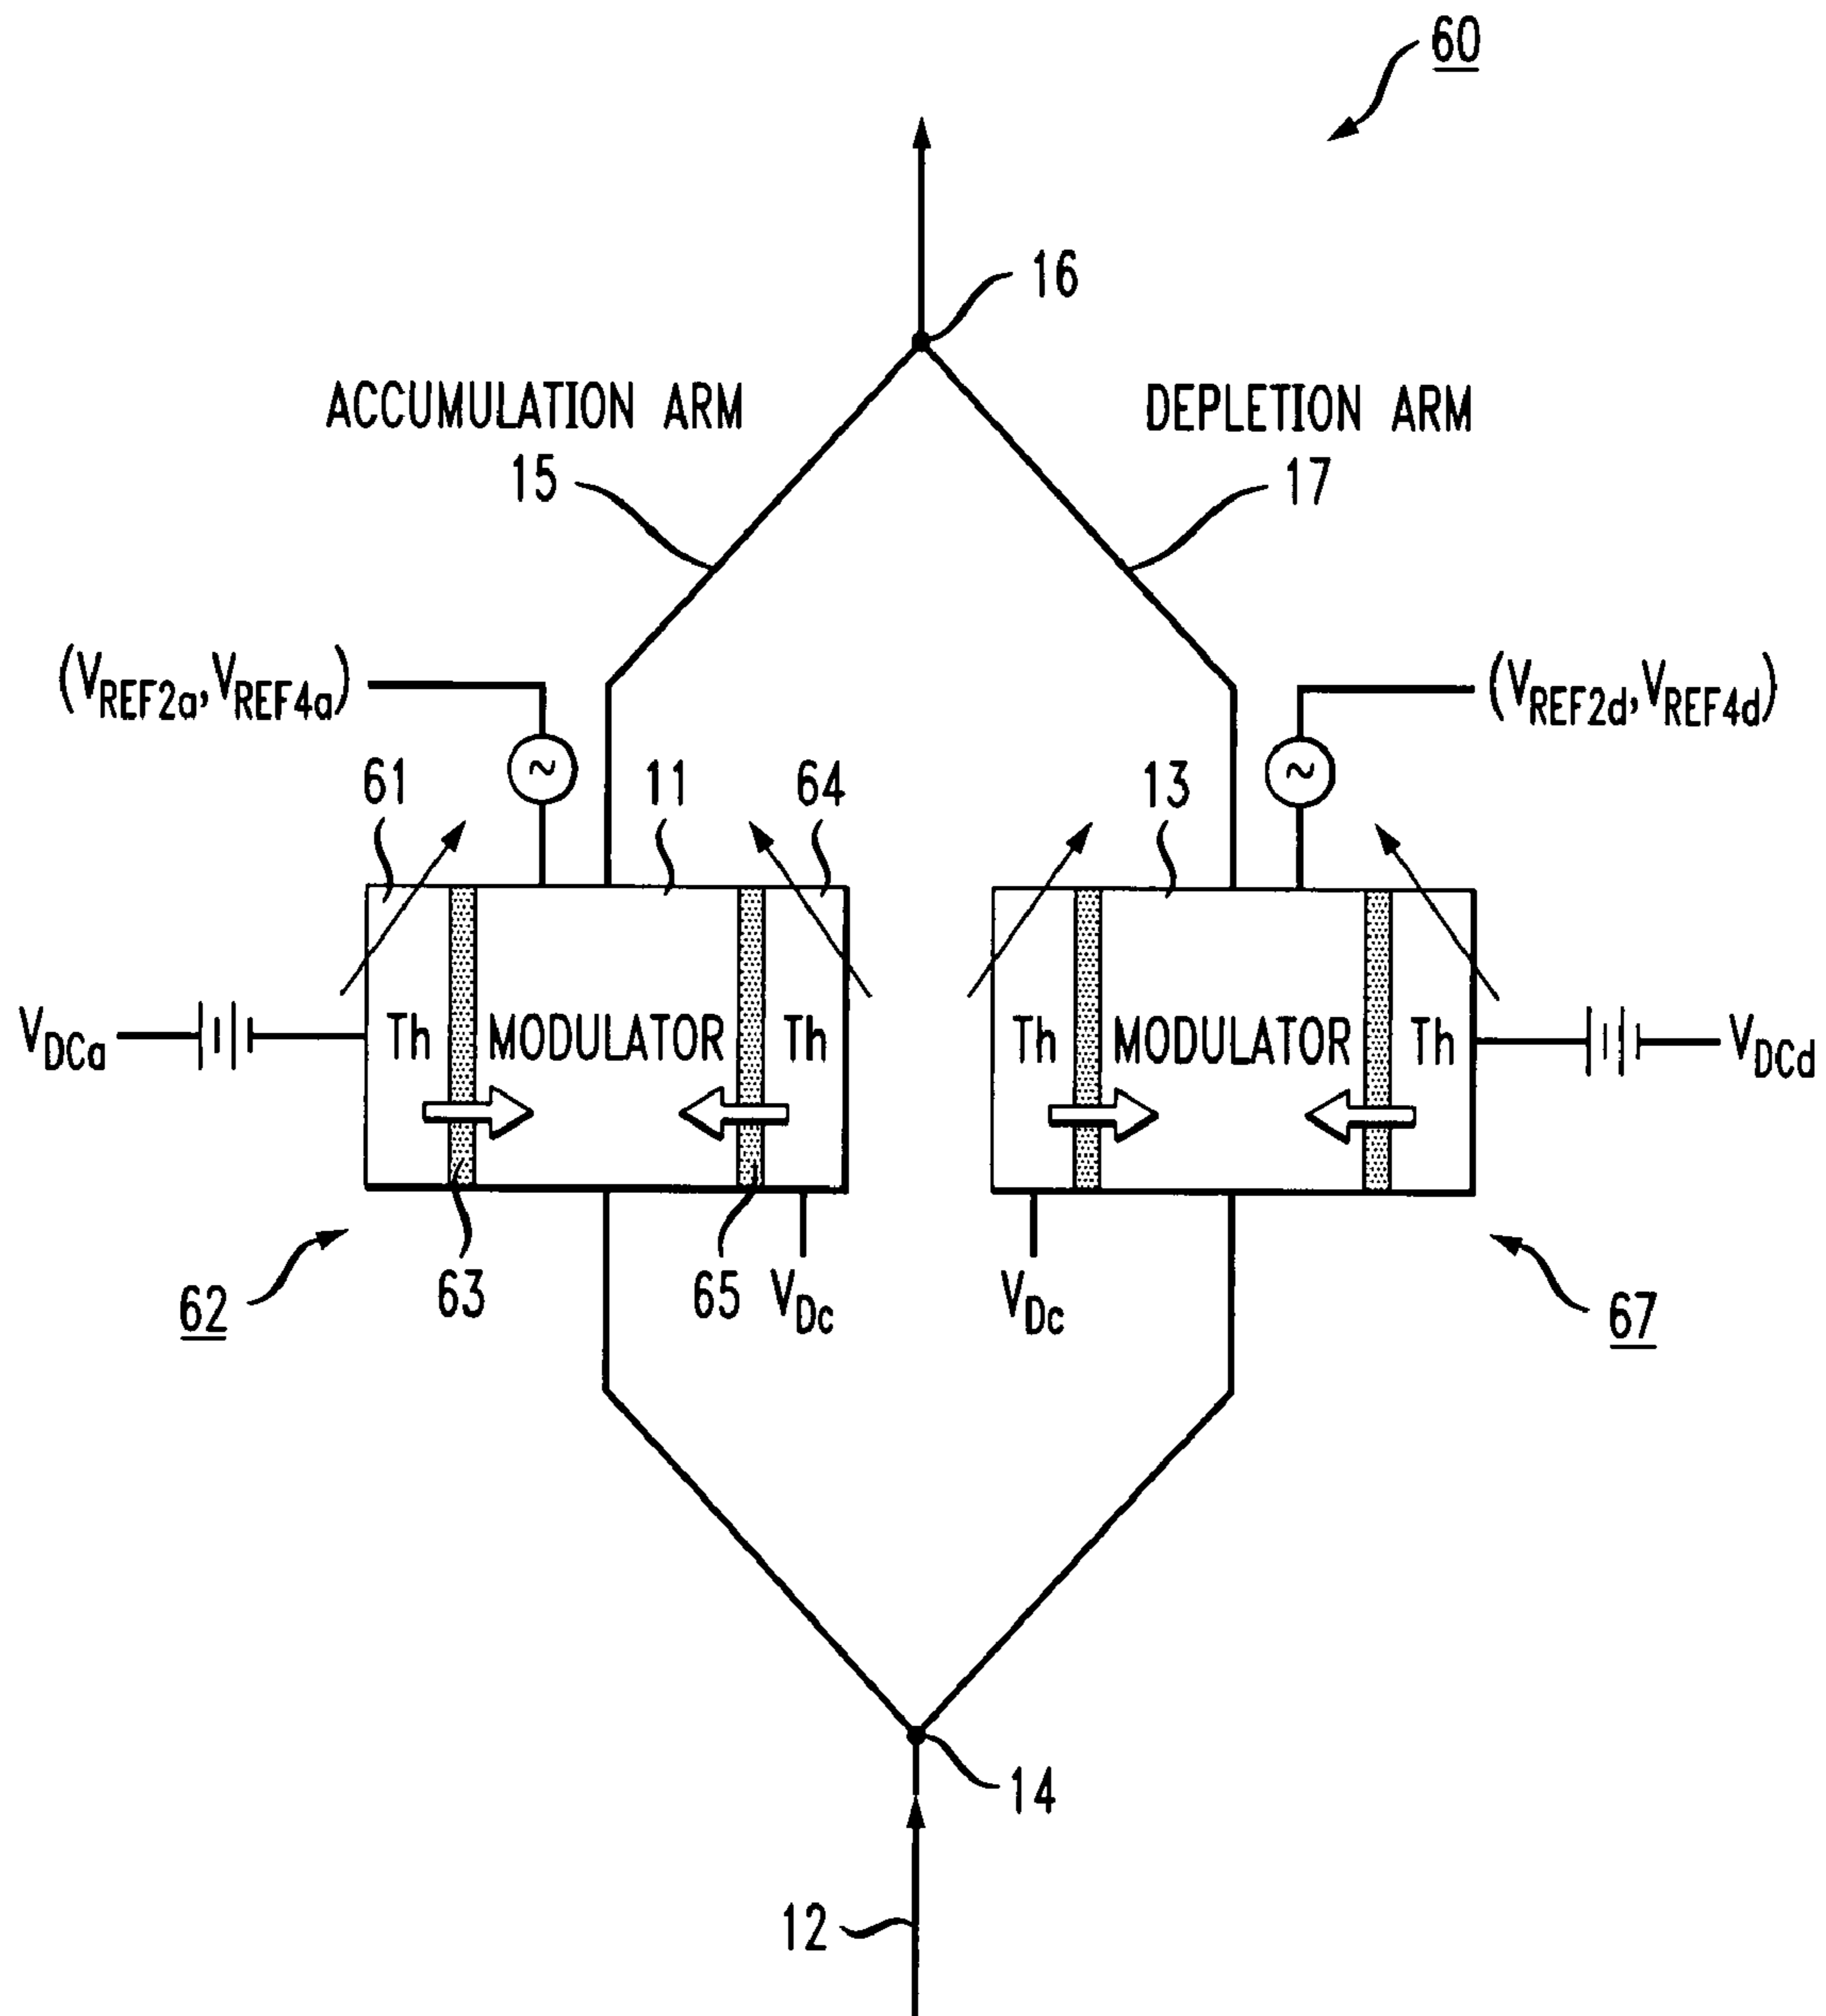 60
16
ACCUMULATION ARM
DEPLETION ARM
15
17
(VREF2a, VREF4a)
(VREF2d, VREF4d)
61
11
64
13
~
~
VDCa
Th
MODULATOR
Th
Th
MODULATOR
Th
VDCd
62
63
65
VDc
VDc
67
14
12